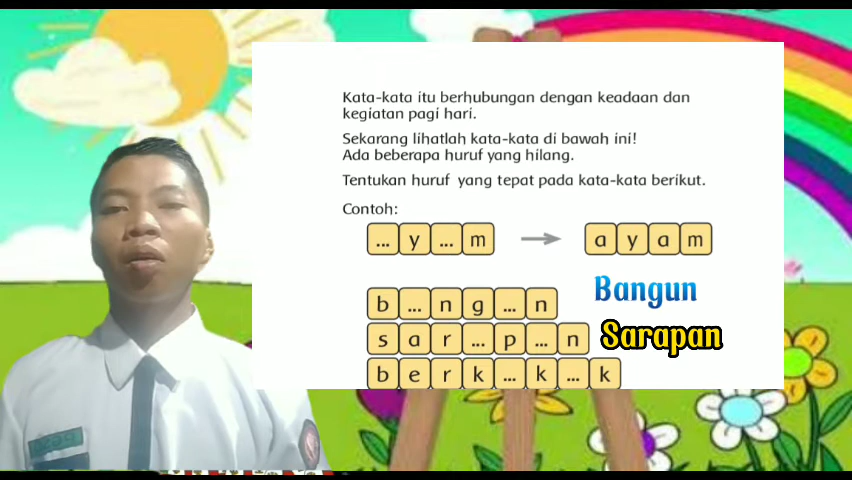 Kata-kata itu berhubungan dengan keadaan dan
kegiatan pagi hari.
Sekarang lihatlah kata-kata di bawah ini!
Ada beberapa huruf yang hilang.
Tentukan huruf yang tepat pada kata-kata berikut.
Contoh:
... y ... m → a y a m
b ... n g ... n Bangun
s a r ... p ... n Sarapan
b e r k ... k ... k